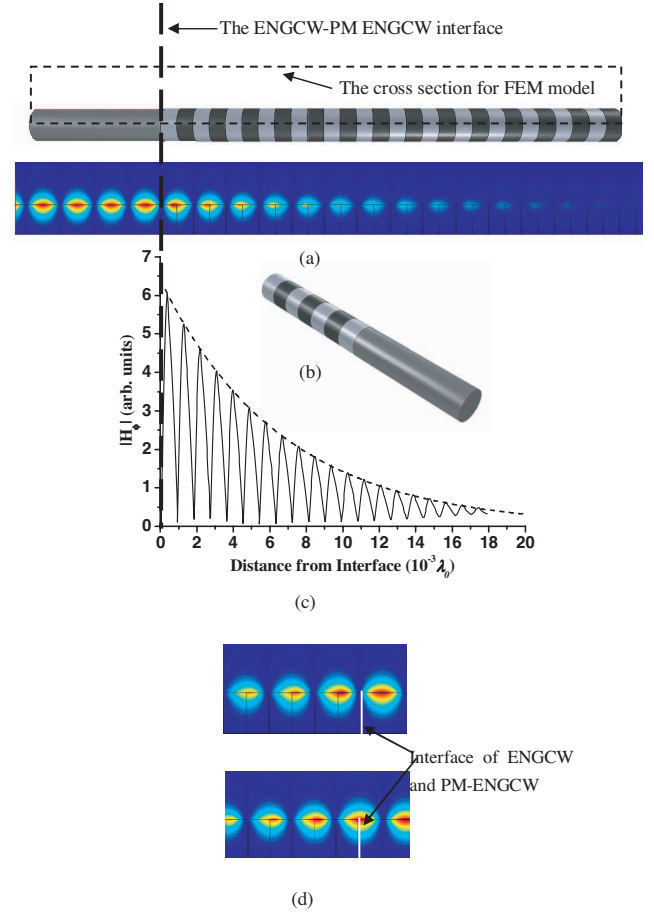 The ENGCW-PM ENGCW interface
The cross section for FEM model
(a)
7
6
5
4
3
2
1
0
|H_ϕ| (arb. units)
(b)
0 2 4 6 8 10 12 14 16 18 20
Distance from Interface (10⁻³λ₀)
(c)
Interface of ENGCW
and PM-ENGCW
(d)